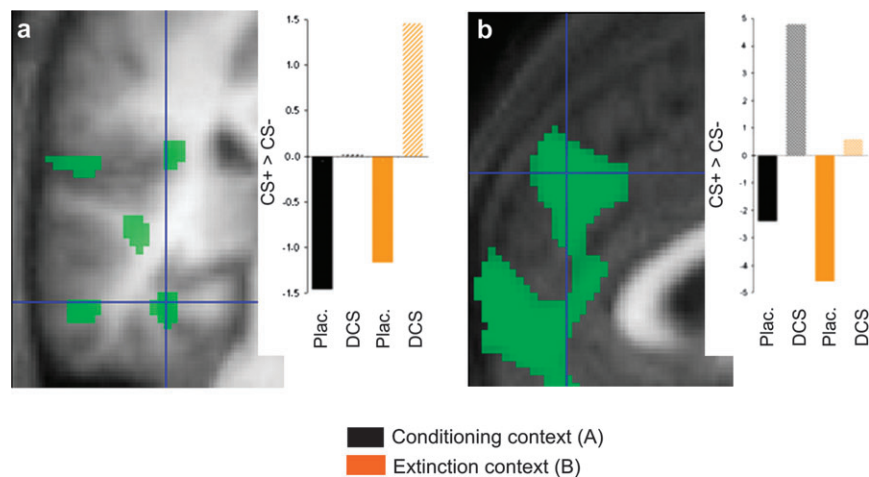 a
CS+ > CS-
1.5
1.0
0.5
0.0
-0.5
-1.0
-1.5
Plac.
DCS
Plac.
DCS
b
CS+ > CS-
5
4
3
2
1
0
-1
-2
-3
-4
-5
Plac.
DCS
Plac.
DCS
Conditioning context (A)
Extinction context (B)